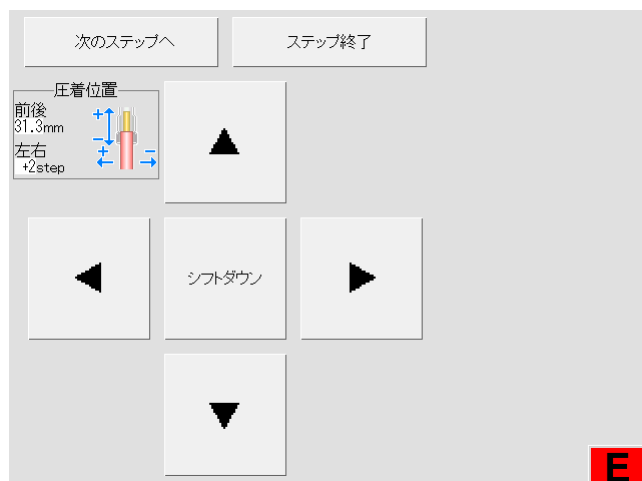 次のステップへ
ステップ終了
圧着位置
前後
31.3mm
左右
+2step
+
-
+
-
シフトダウン
E